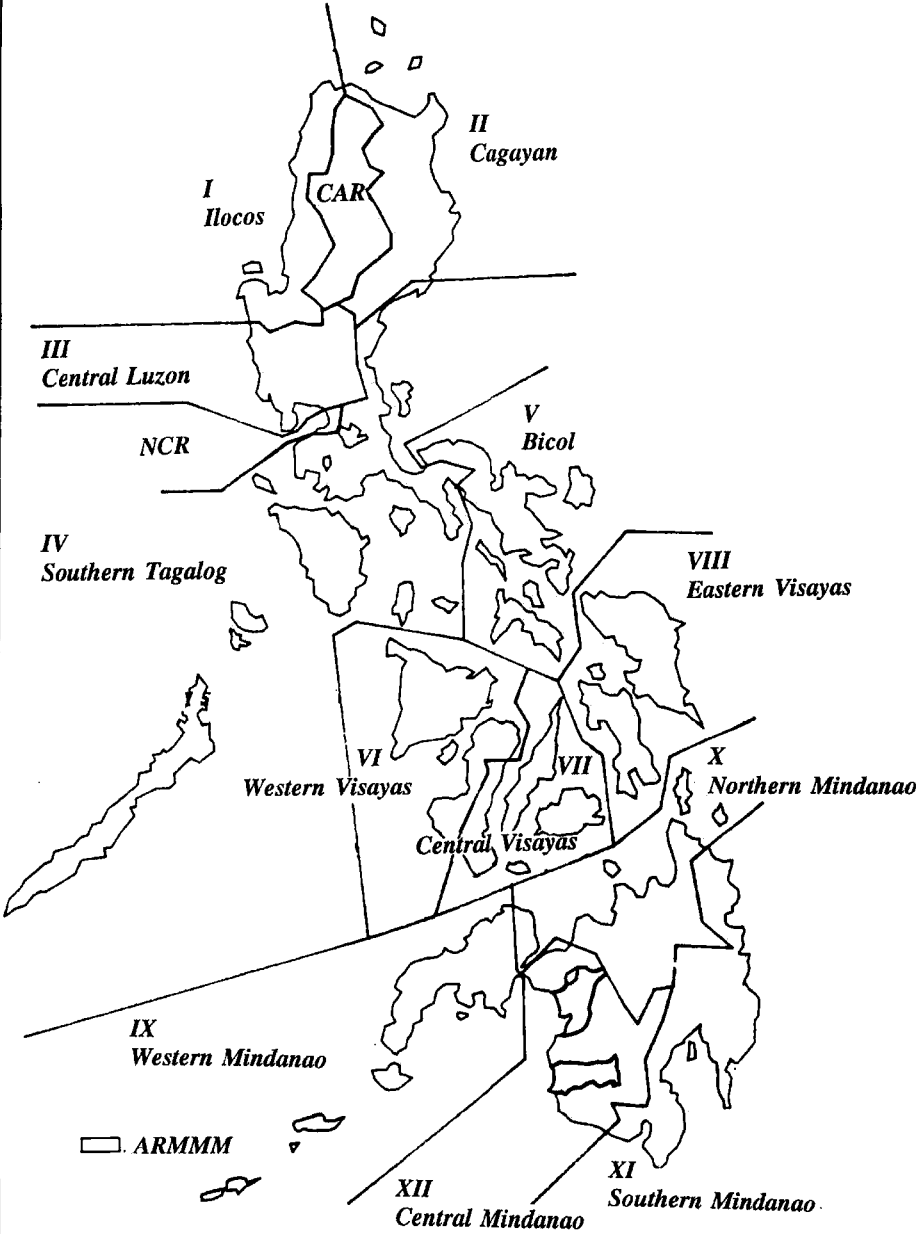 II
Cagayan
I
Ilocos
CAR
III
Central Luzon
V
Bicol
NCR
IV
Southern Tagalog
VIII
Eastern Visayas
VI
Western Visayas
VII
Central Visayas
X
Northern Mindanao
IX
Western Mindanao
ARMMM
XII
Central Mindanao
XI
Southern Mindanao